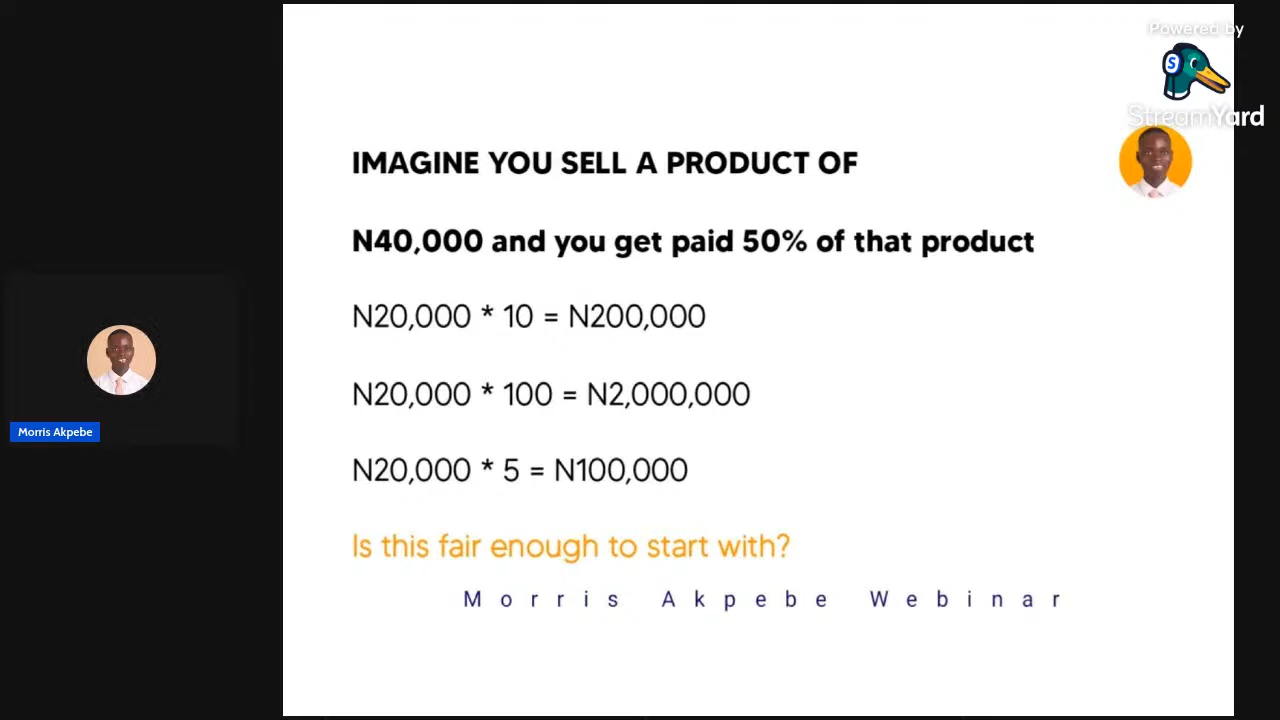 Powered by
StreamYard
IMAGINE YOU SELL A PRODUCT OF
N40,000 and you get paid 50% of that product
N20,000 * 10 = N200,000
N20,000 * 100 = N2,000,000
N20,000 * 5 = N100,000
Is this fair enough to start with?
Morris Akpebe Webinar
Morris Akpebe